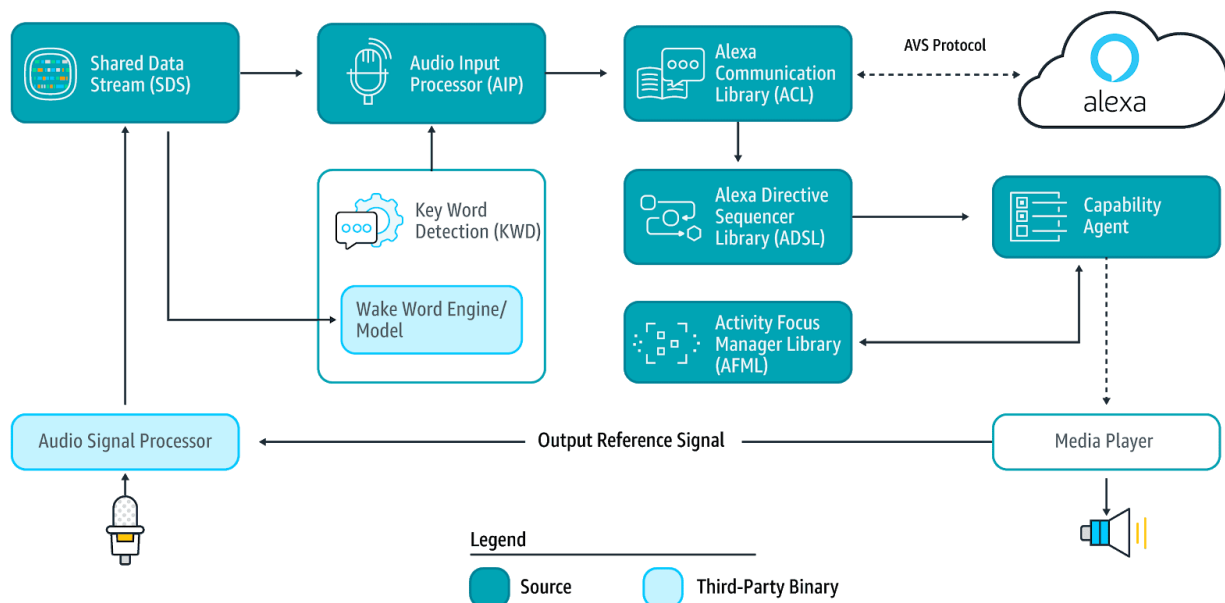 Shared Data
Stream (SDS)
Audio Input
Processor (AIP)
Alexa
Communication
Library (ACL)
AVS Protocol
alexa
Key Word
Detection (KWD)
Wake Word Engine/
Model
Alexa Directive
Sequencer
Library (ADSL)
Capability
Agent
Activity Focus
Manager Library
(AFML)
Audio Signal Processor
Output Reference Signal
Media Player
Legend
Source
Third-Party Binary